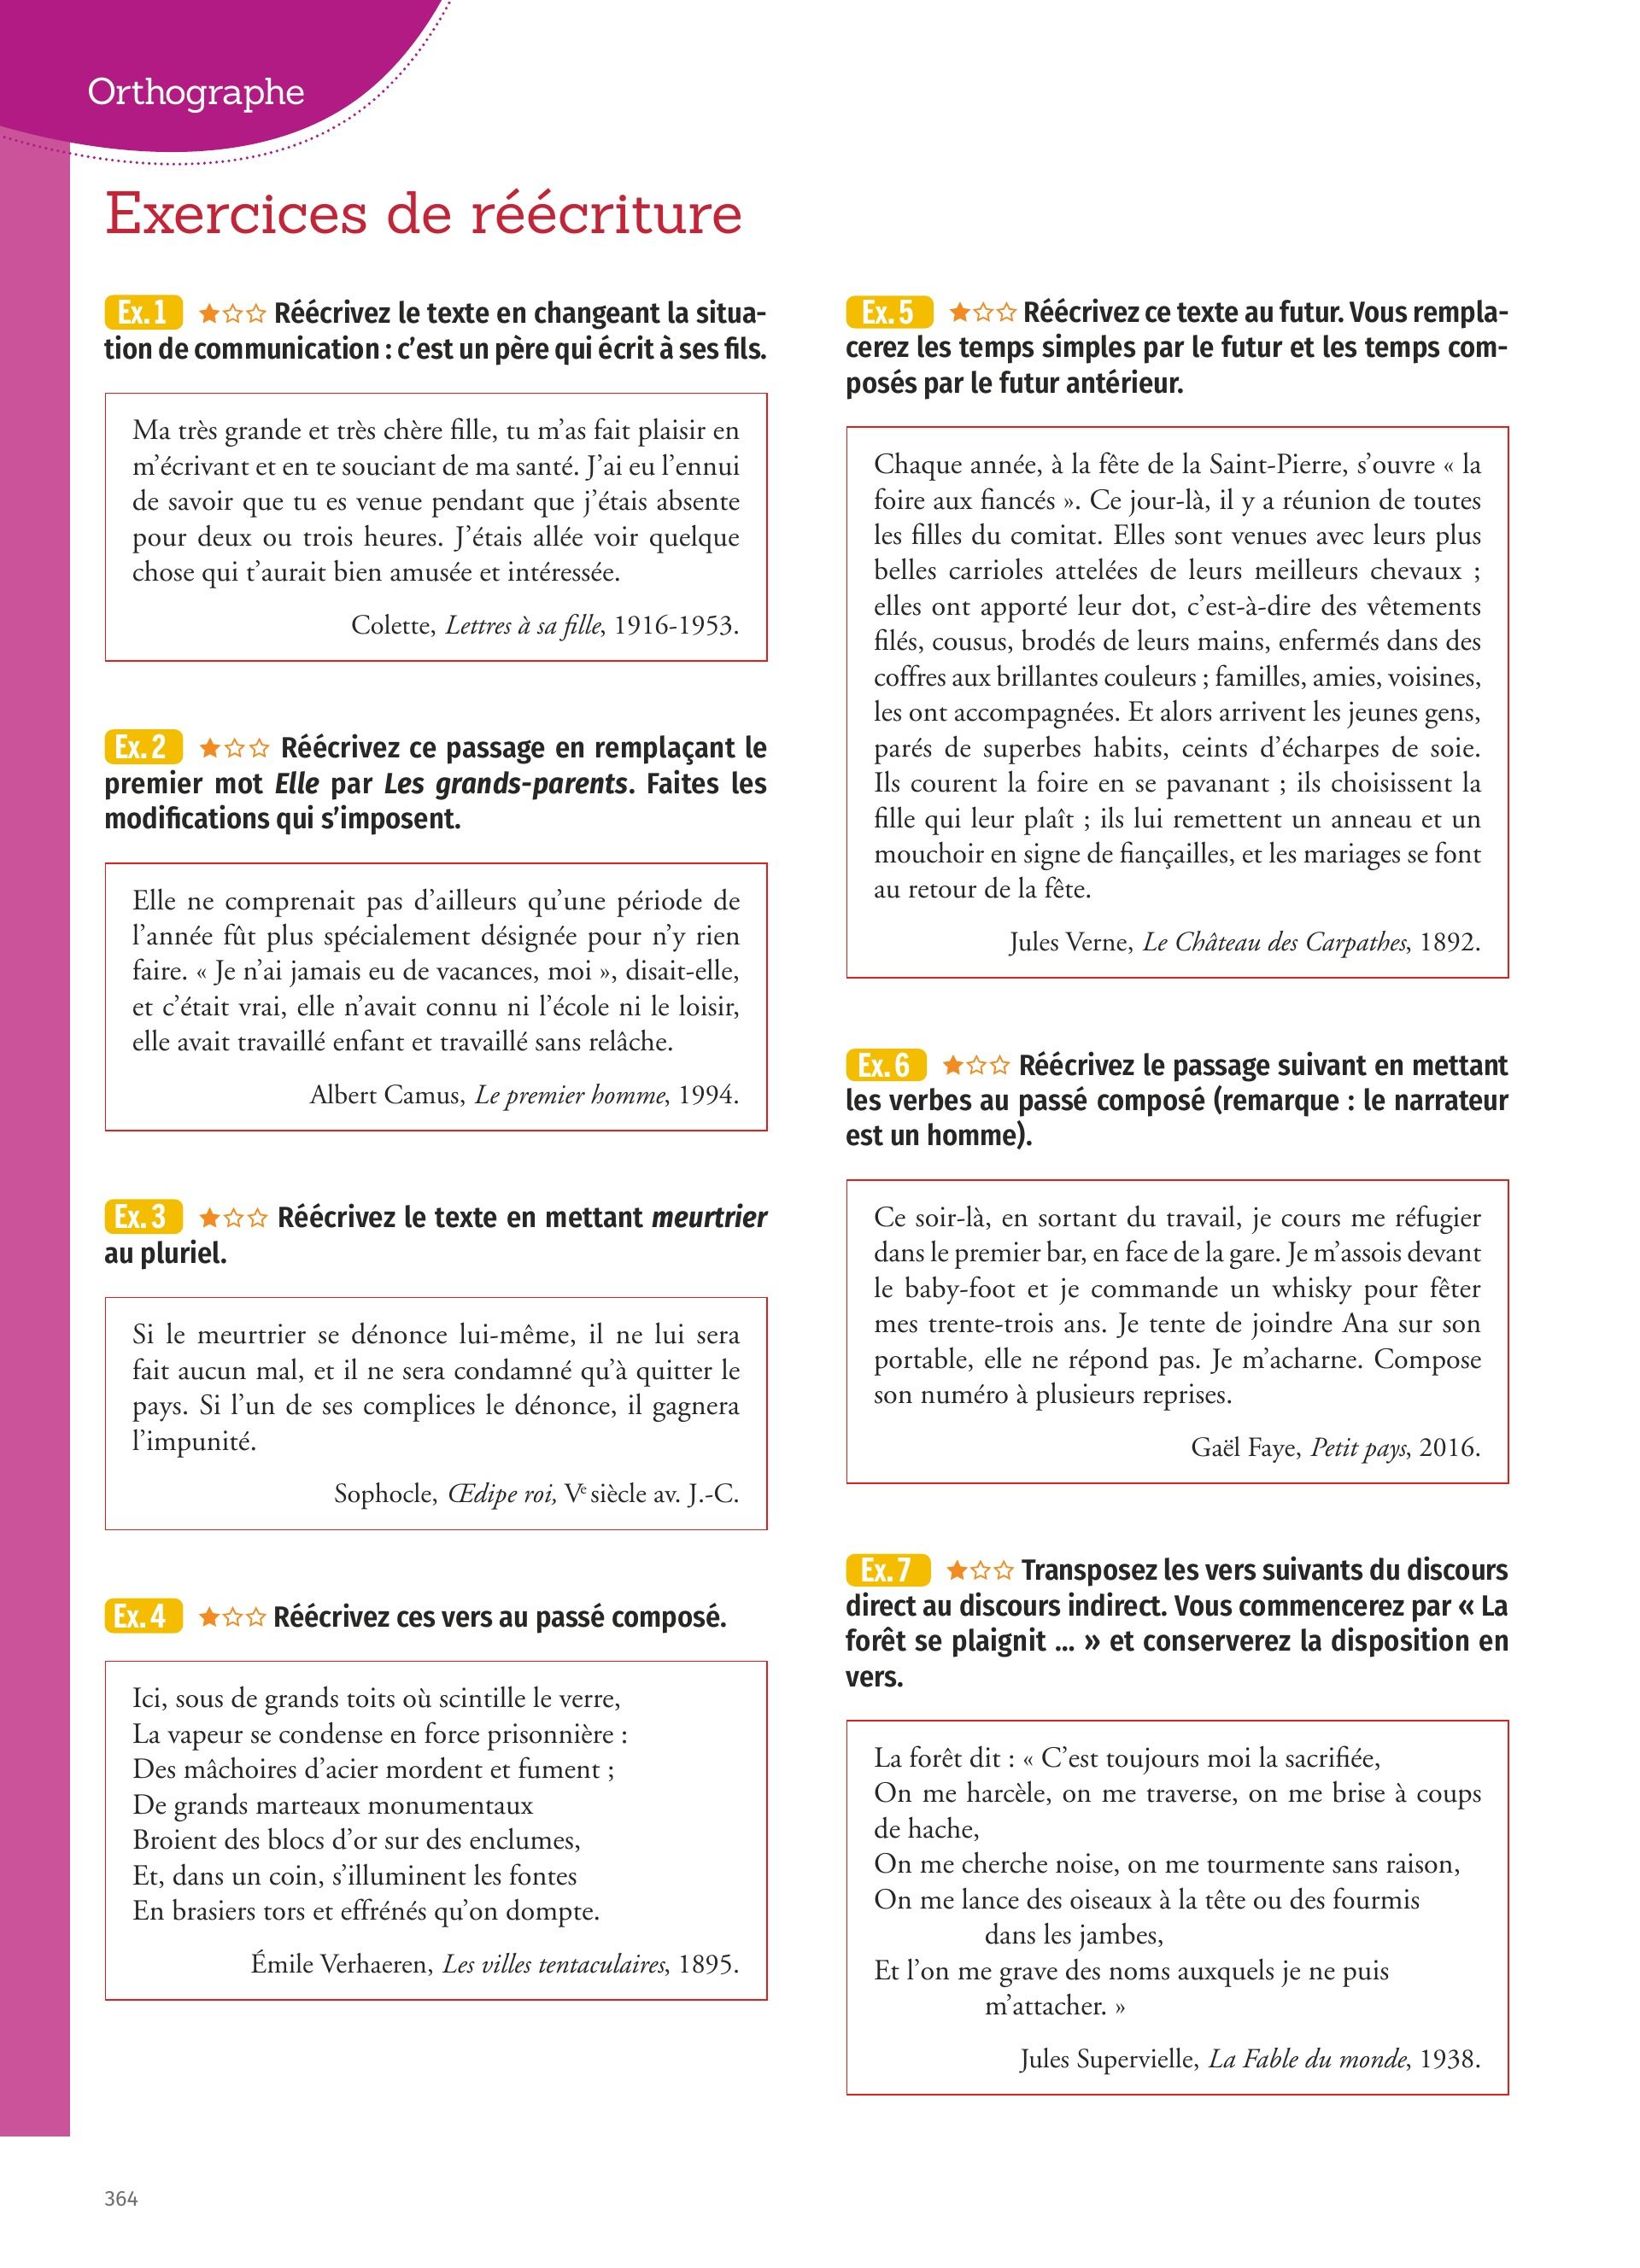 Orthographe
Exercices de réécriture
Ex. 1 ★☆☆ Réécrivez le texte en changeant la situa-
tion de communication : c'est un père qui écrit à ses fils.
Ma très grande et très chère fille, tu m'as fait plaisir en
m'écrivant et en te souciant de ma santé. J'ai eu l'ennui
de savoir que tu es venue pendant que j'étais absente
pour deux ou trois heures. J'étais allée voir quelque
chose qui t'aurait bien amusée et intéressée.
Colette, Lettres à sa fille, 1916-1953.
Ex. 2 ★☆☆ Réécrivez ce passage en remplaçant le
premier mot Elle par Les grands-parents. Faites les
modifications qui s'imposent.
Elle ne comprenait pas d'ailleurs qu'une période de
l'année fût plus spécialement désignée pour n'y rien
faire. « Je n'ai jamais eu de vacances, moi », disait-elle,
et c'était vrai, elle n'avait connu ni l'école ni le loisir,
elle avait travaillé enfant et travaillé sans relâche.
Albert Camus, Le premier homme, 1994.
Ex. 3 ★☆☆ Réécrivez le texte en mettant meurtrier
au pluriel.
Si le meurtrier se dénonce lui-même, il ne lui sera
fait aucun mal, et il ne sera condamné qu'à quitter le
pays. Si l'un de ses complices le dénonce, il gagnera
l'impunité.
Sophocle, Œdipe roi, Ve siècle av. J.-C.
Ex. 4 ★☆☆ Réécrivez ces vers au passé composé.
Ici, sous de grands toits où scintille le verre,
La vapeur se condense en force prisonnière :
Des mâchoires d'acier mordent et fument ;
De grands marteaux monumentaux
Broient des blocs d'or sur des enclumes,
Et, dans un coin, s'illuminent les fontes
En brasiers tors et effrénés qu'on dompte.
Émile Verhaeren, Les villes tentaculaires, 1895.
Ex. 5 ★☆☆ Réécrivez ce texte au futur. Vous rempla-
cerez les temps simples par le futur et les temps com-
posés par le futur antérieur.
Chaque année, à la fête de la Saint-Pierre, s'ouvre « la
foire aux fiancés ». Ce jour-là, il y a réunion de toutes
les filles du comitat. Elles sont venues avec leurs plus
belles carrioles attelées de leurs meilleurs chevaux ;
elles ont apporté leur dot, c'est-à-dire des vêtements
filés, cousus, brodés de leurs mains, enfermés dans des
coffres aux brillantes couleurs ; familles, amies, voisines,
les ont accompagnées. Et alors arrivent les jeunes gens,
parés de superbes habits, ceints d'écharpes de soie.
Ils courent la foire en se pavanant ; ils choisissent la
fille qui leur plaît ; ils lui remettent un anneau et un
mouchoir en signe de fiançailles, et les mariages se font
au retour de la fête.
Jules Verne, Le Château des Carpathes, 1892.
Ex. 6 ★☆☆ Réécrivez le passage suivant en mettant
les verbes au passé composé (remarque : le narrateur
est un homme).
Ce soir-là, en sortant du travail, je cours me réfugier
dans le premier bar, en face de la gare. Je m'assois devant
le baby-foot et je commande un whisky pour fêter
mes trente-trois ans. Je tente de joindre Ana sur son
portable, elle ne répond pas. Je m'acharne. Compose
son numéro à plusieurs reprises.
Gaël Faye, Petit pays, 2016.
Ex. 7 ★☆☆ Transposez les vers suivants du discours
direct au discours indirect. Vous commencerez par « La
forêt se plaignit ... » et conserverez la disposition en
vers.
La forêt dit : « C'est toujours moi la sacrifiée,
On me harcèle, on me traverse, on me brise à coups
de hache,
On me cherche noise, on me tourmente sans raison,
On me lance des oiseaux à la tête ou des fourmis
dans les jambes,
Et l'on me grave des noms auxquels je ne puis
m'attacher. »
Jules Supervielle, La Fable du monde, 1938.
364